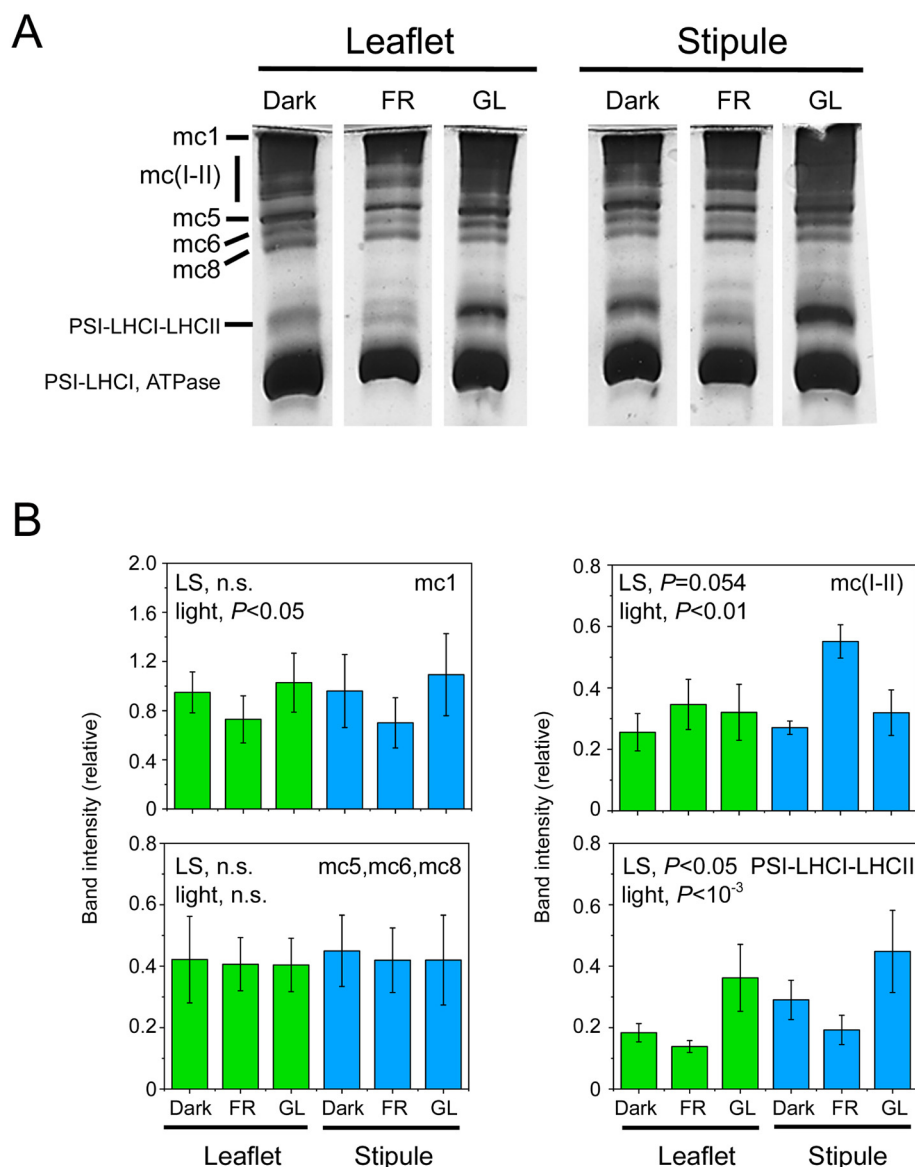 A
Leaflet
Stipule
Dark FR GL
Dark FR GL
mc1
mc(I-II)
mc5
mc6
mc8
PSI-LHCI-LHCII
PSI-LHCI, ATPase
B
Band intensity (relative)
2.0
1.6
1.2
0.8
0.4
0
LS, n.s.
light, P<0.05
mc1
0.8
0.6
0.4
0.2
0
LS, P=0.054
light, P<0.01
mc(I-II)
0.8
0.6
0.4
0.2
0
LS, n.s.
light, n.s.
mc5,mc6,mc8
Dark FR GL Dark FR GL
Leaflet Stipule
Band intensity (relative)
0.8
0.6
0.4
0.2
0
LS, P<0.05 PSI-LHCI-LHCII
light, P<10-3
Dark FR GL Dark FR GL
Leaflet Stipule